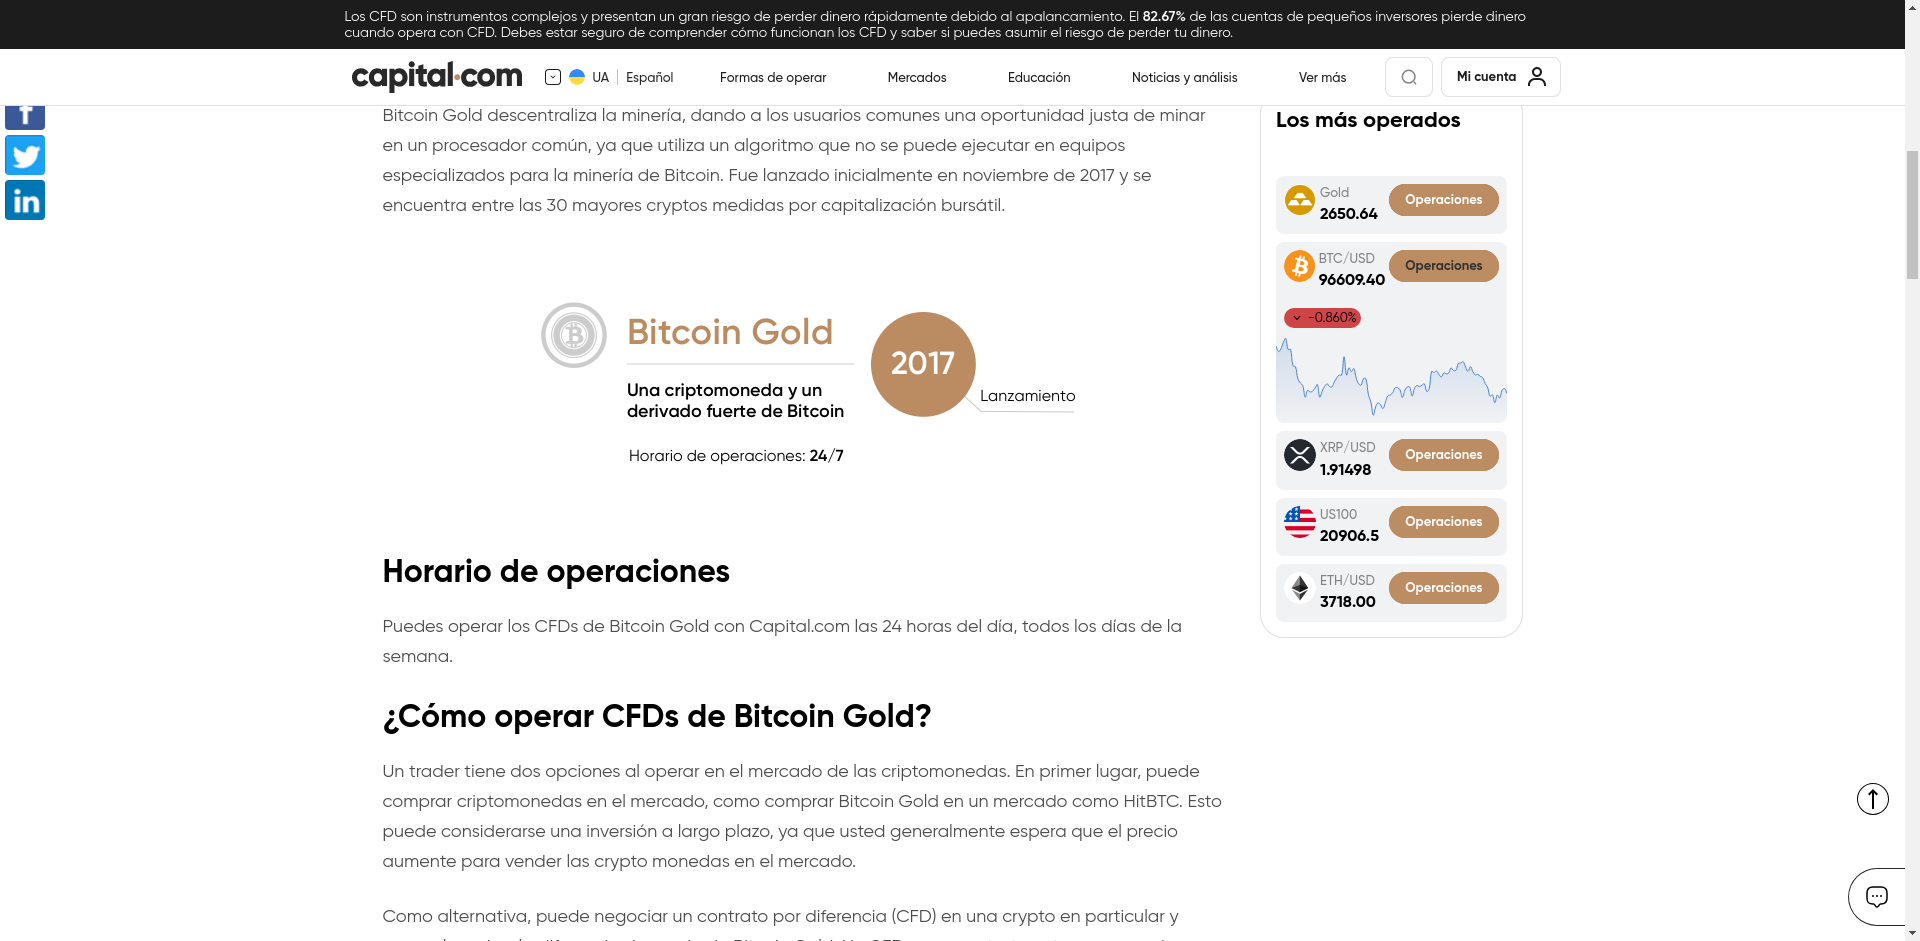 Los CFD son instrumentos complejos y presentan un gran riesgo de perder dinero rápidamente debido al apalancamiento. El 82.67% de las cuentas de pequeños inversores pierde dinero
cuando opera con CFD. Debes estar seguro de comprender cómo funcionan los CFD y saber si puedes asumir el riesgo de perder tu dinero.
capital.com
UA
Español
Formas de operar
Mercados
Educación
Noticias y análisis
Ver más
Mi cuenta
Bitcoin Gold descentraliza la minería, dando a los usuarios comunes una oportunidad justa de minar
en un procesador común, ya que utiliza un algoritmo que no se puede ejecutar en equipos
especializados para la minería de Bitcoin. Fue lanzado inicialmente en noviembre de 2017 y se
encuentra entre las 30 mayores cryptos medidas por capitalización bursátil.
Bitcoin Gold
Una criptomoneda y un
derivado fuerte de Bitcoin
Horario de operaciones: 24/7
2017
Lanzamiento
Horario de operaciones
Puedes operar los CFDs de Bitcoin Gold con Capital.com las 24 horas del día, todos los días de la
semana.
¿Cómo operar CFDs de Bitcoin Gold?
Un trader tiene dos opciones al operar en el mercado de las criptomonedas. En primer lugar, puede
comprar criptomonedas en el mercado, como comprar Bitcoin Gold en un mercado como HitBTC. Esto
puede considerarse una inversión a largo plazo, ya que usted generalmente espera que el precio
aumente para vender las crypto monedas en el mercado.
Como alternativa, puede negociar un contrato por diferencia (CFD) en una crypto en particular y
Los más operados
Gold
2650.64
Operaciones
BTC/USD
96609.40
Operaciones
-0.860%
XRP/USD
1.91498
Operaciones
US100
20906.5
Operaciones
ETH/USD
3718.00
Operaciones